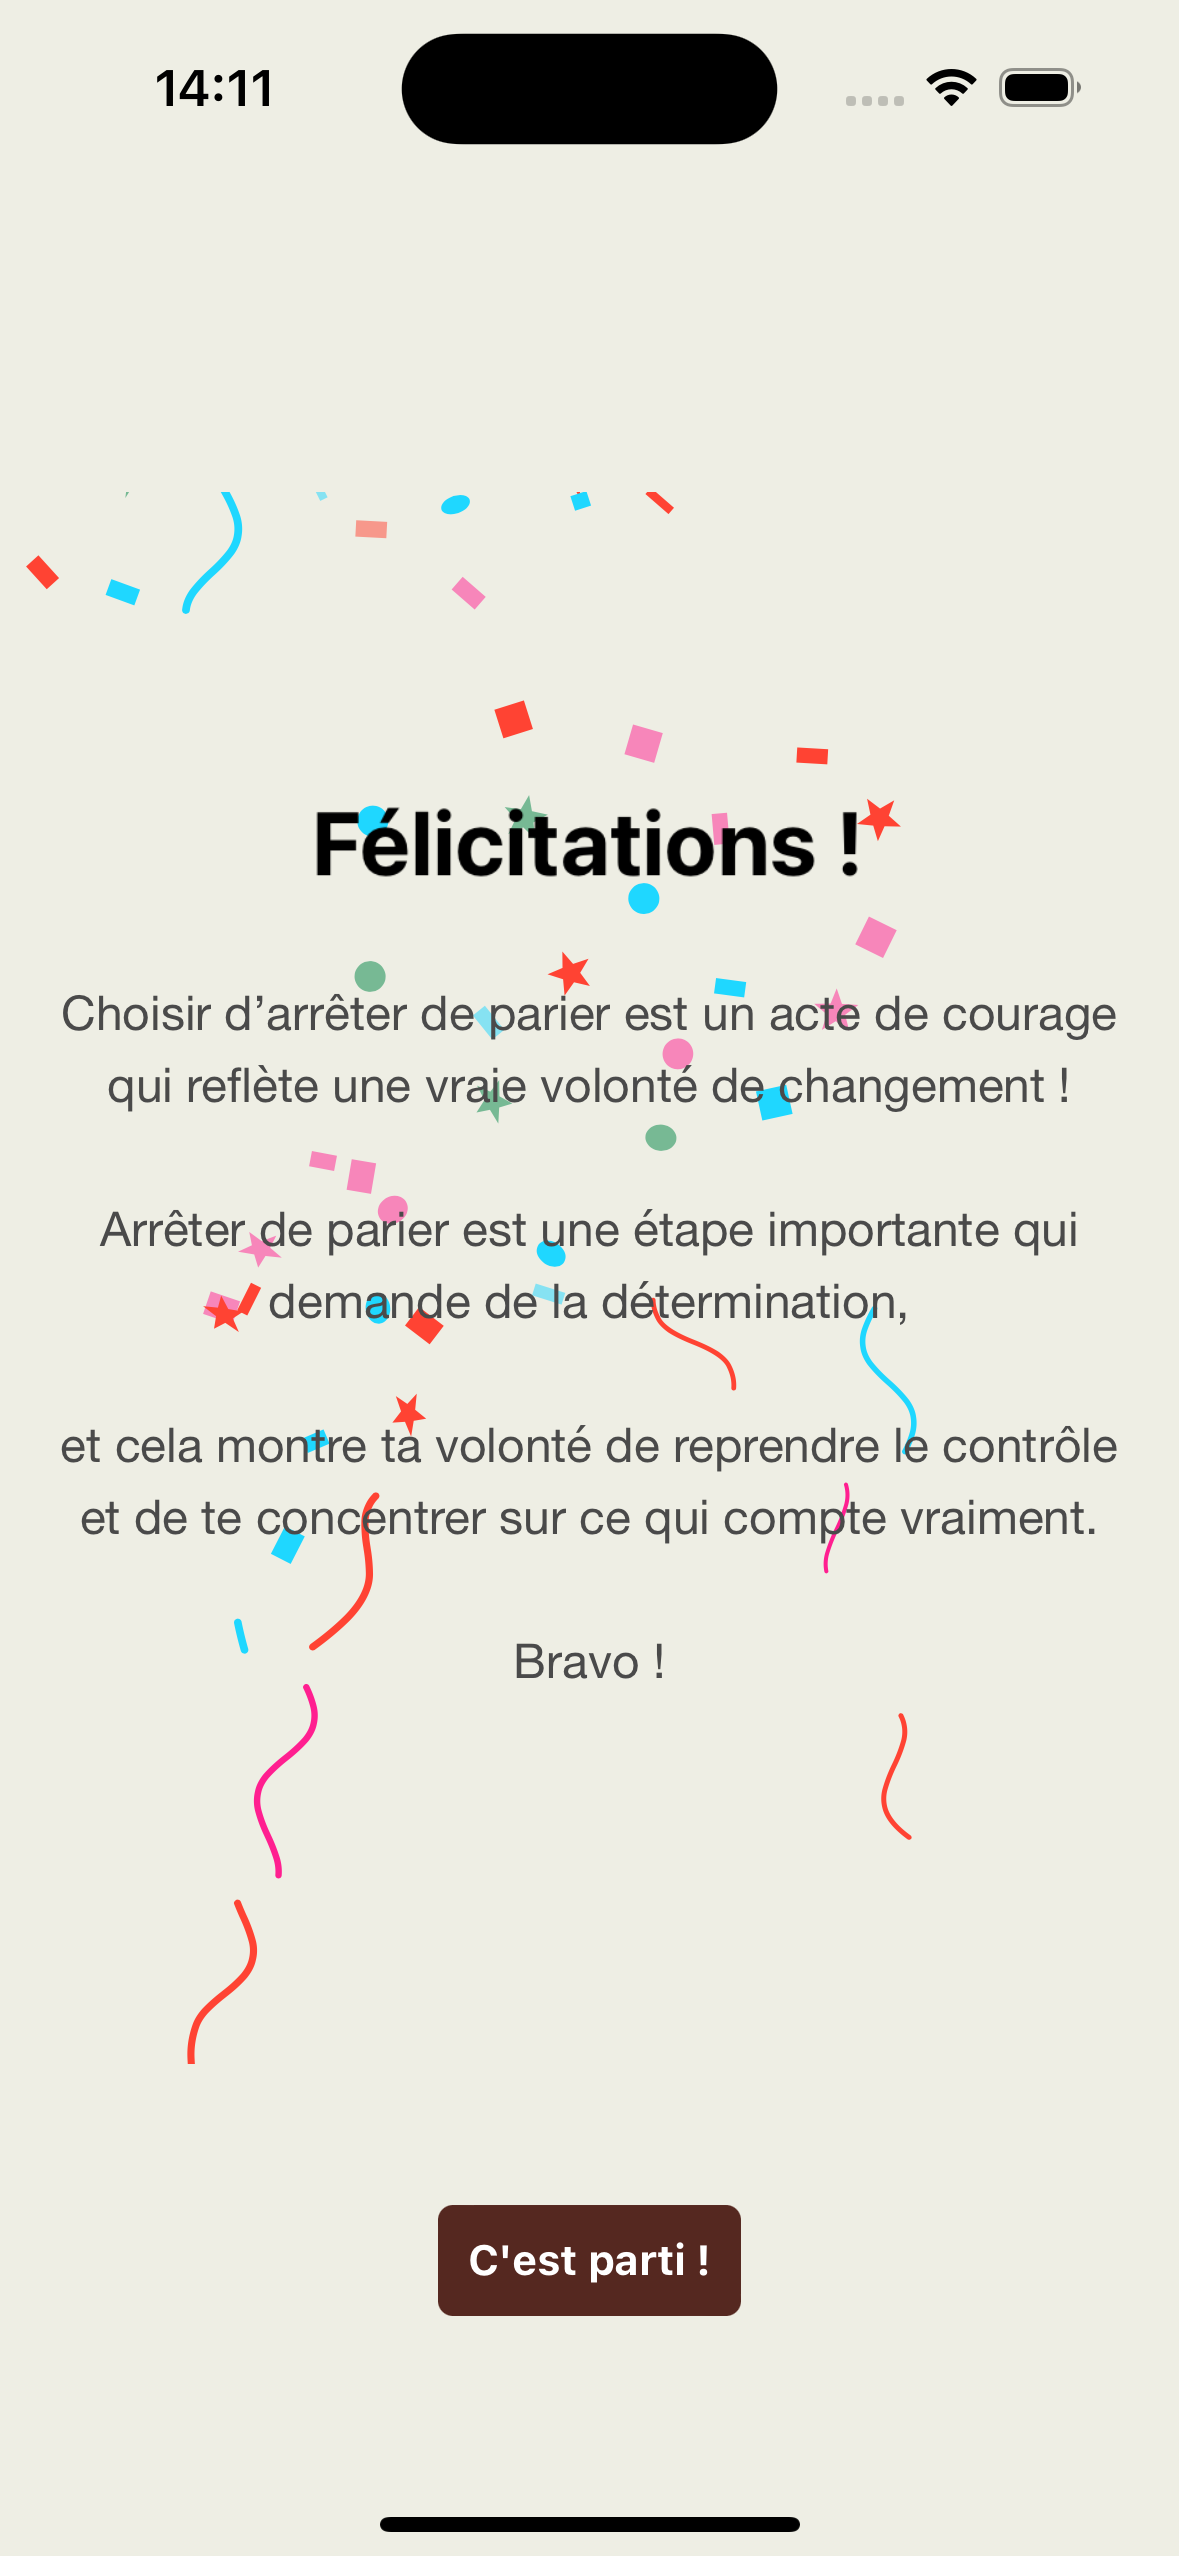 14:11
Félicitations !
Choisir d’arrêter de parier est un acte de courage
qui reflète une vraie volonté de changement !
Arrêter de parier est une étape importante qui
demande de la détermination,
et cela montre ta volonté de reprendre le contrôle
et de te concentrer sur ce qui compte vraiment.
Bravo !
C'est parti !